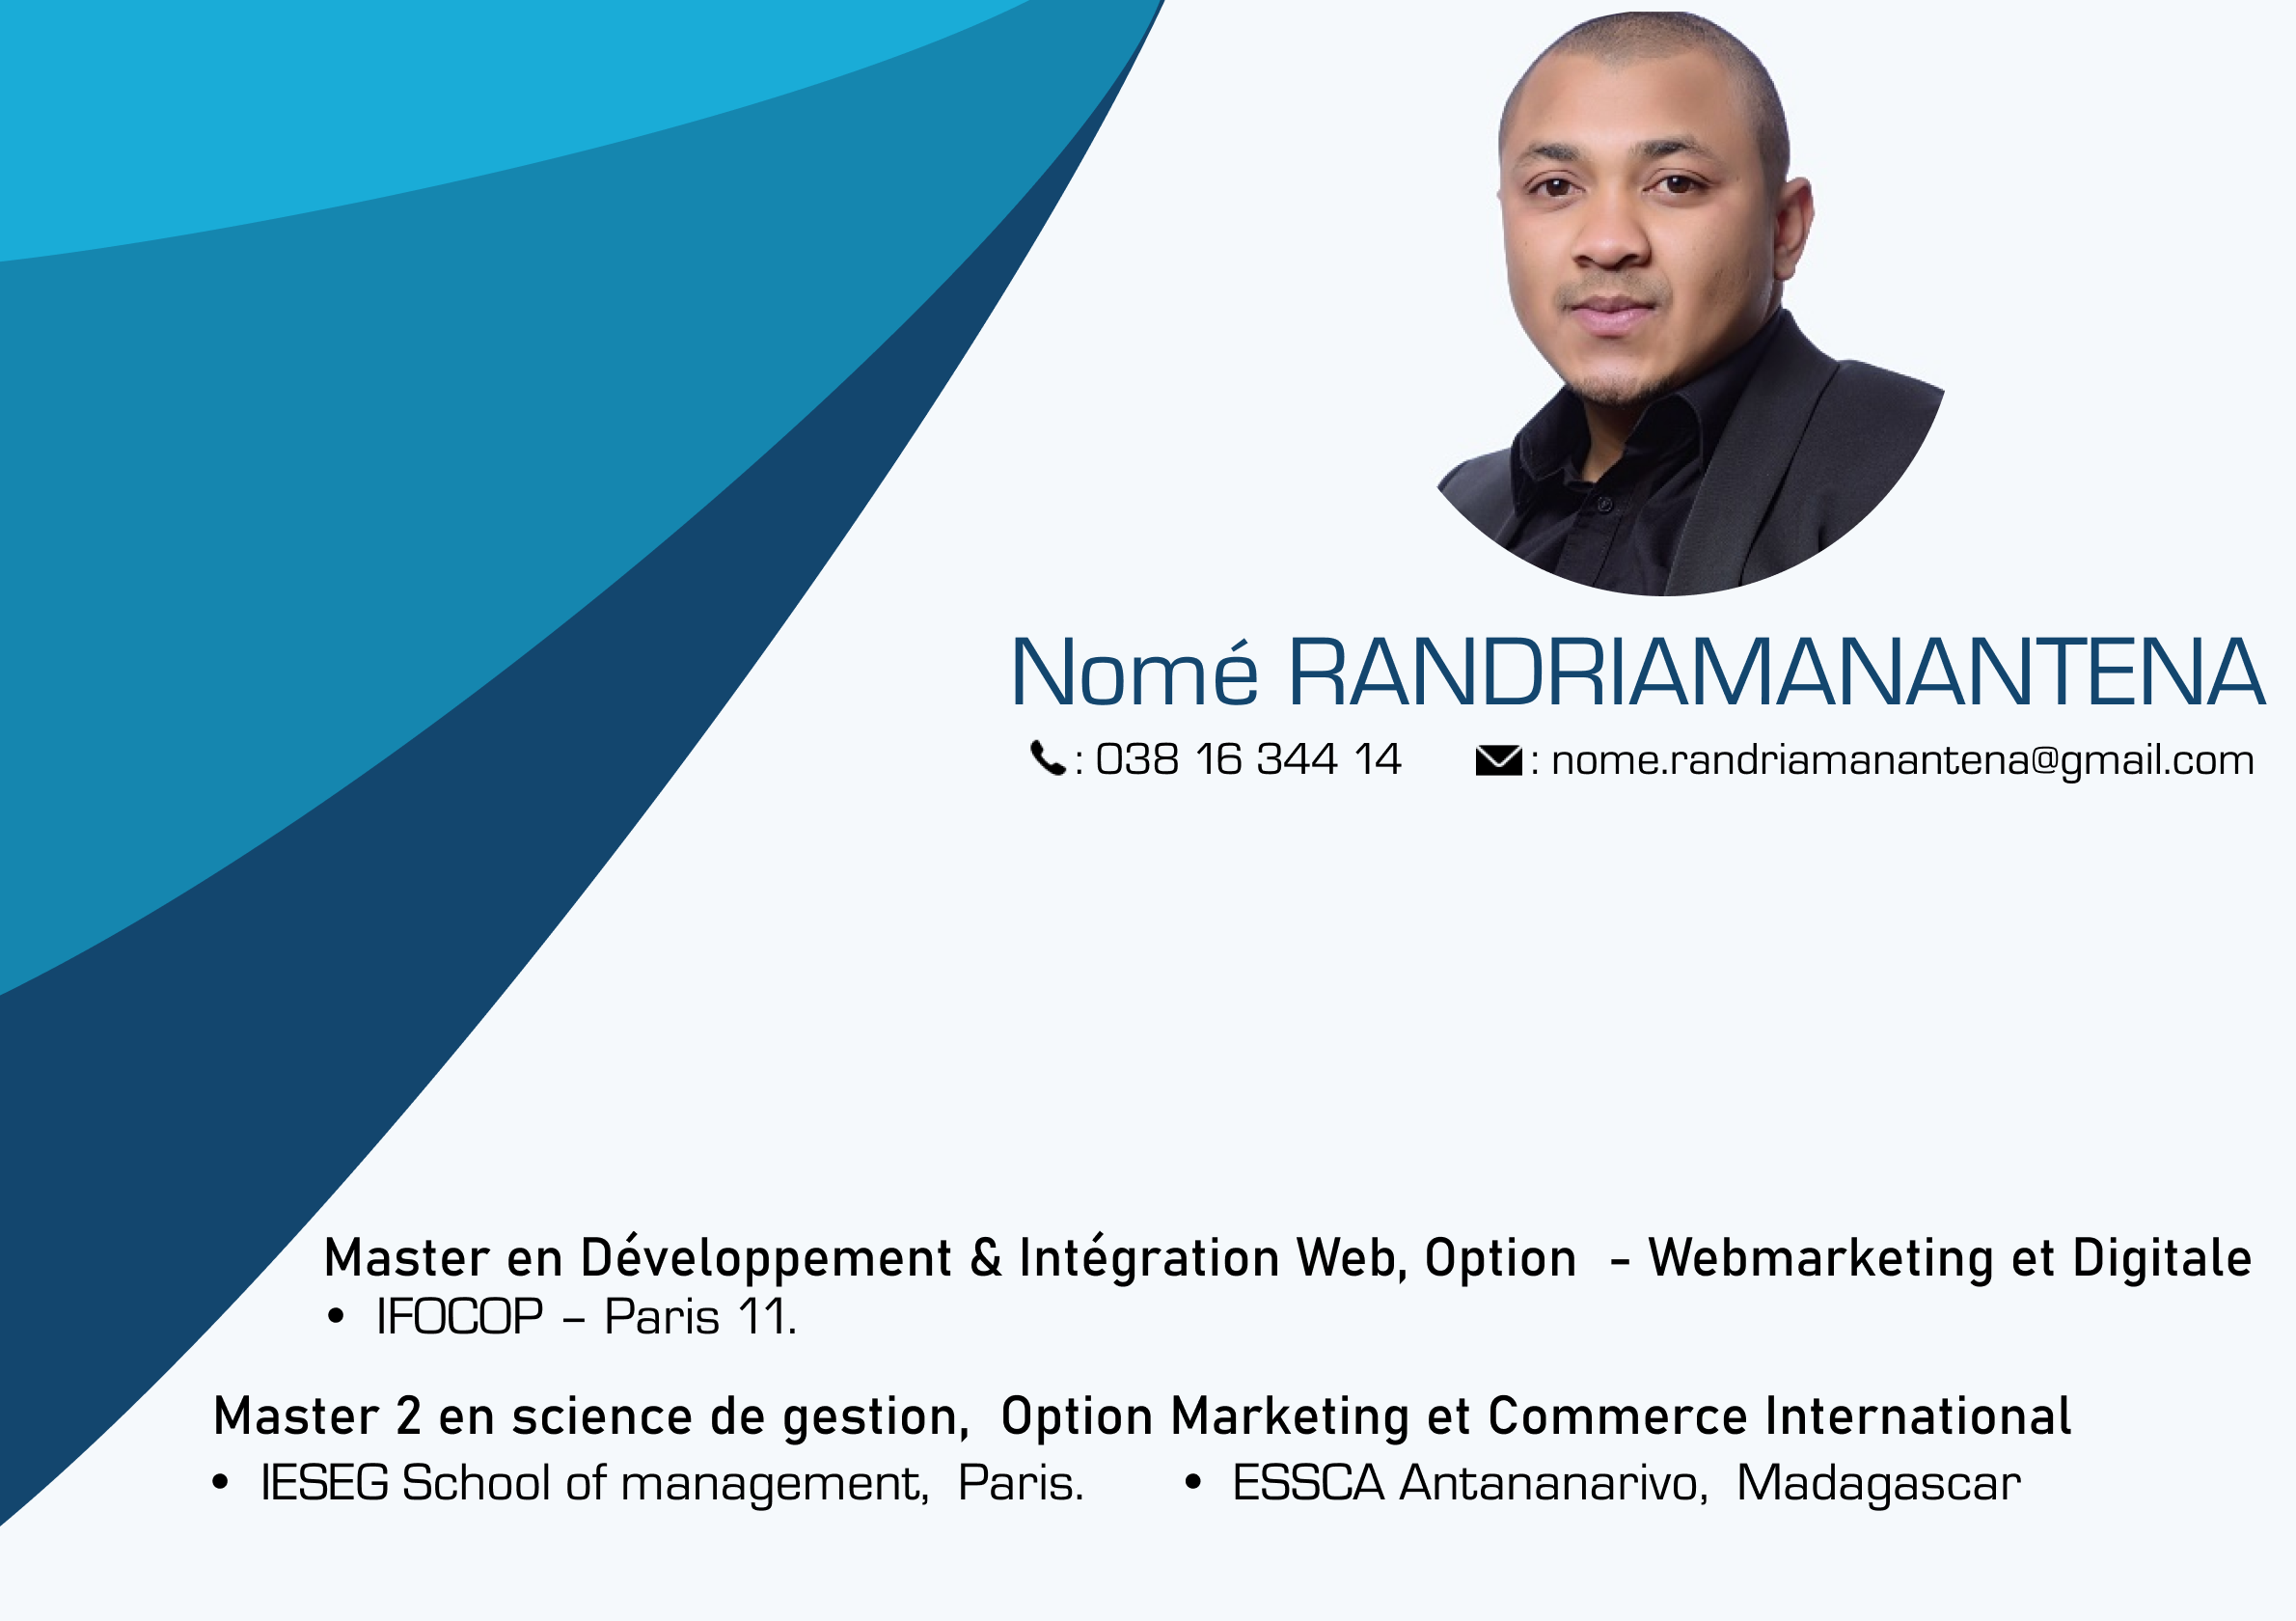 Nomé RANDRIAMANANTENA
: 038 16 344 14 : nome.randriamanantena@gmail.com
Master en Développement & Intégration Web, Option - Webmarketing et Digitale
• IFOCOP – Paris 11.
Master 2 en science de gestion, Option Marketing et Commerce International
• IESEG School of management, Paris. • ESSCA Antananarivo, Madagascar